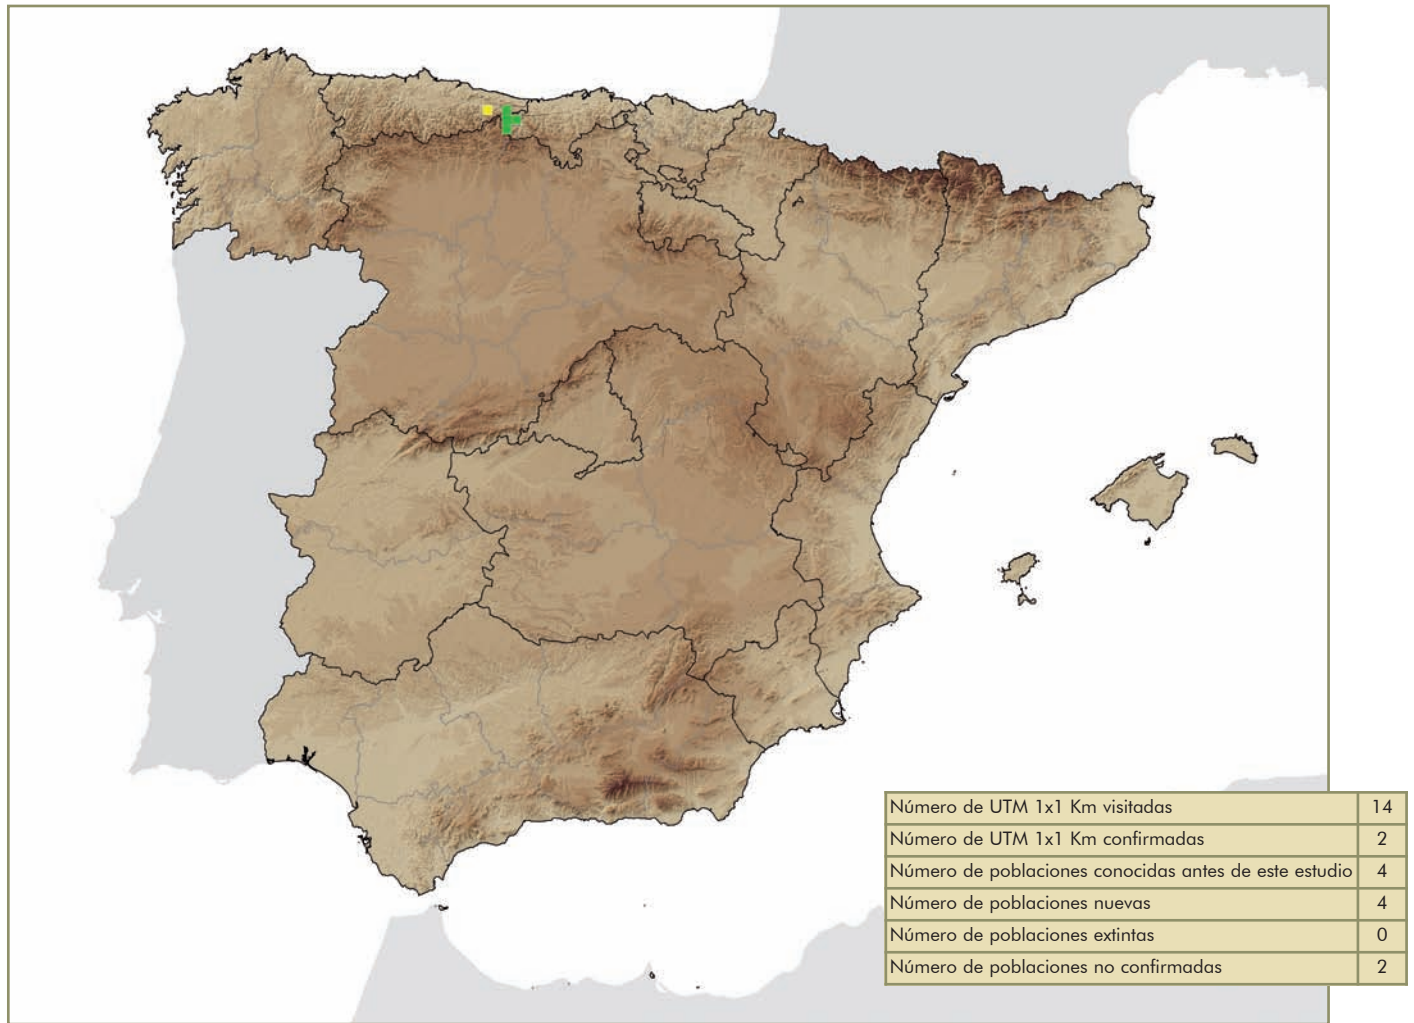 Número de UTM 1x1 Km visitadas 14
Número de UTM 1x1 Km confirmadas 2
Número de poblaciones conocidas antes de este estudio 4
Número de poblaciones nuevas 4
Número de poblaciones extintas 0
Número de poblaciones no confirmadas 2